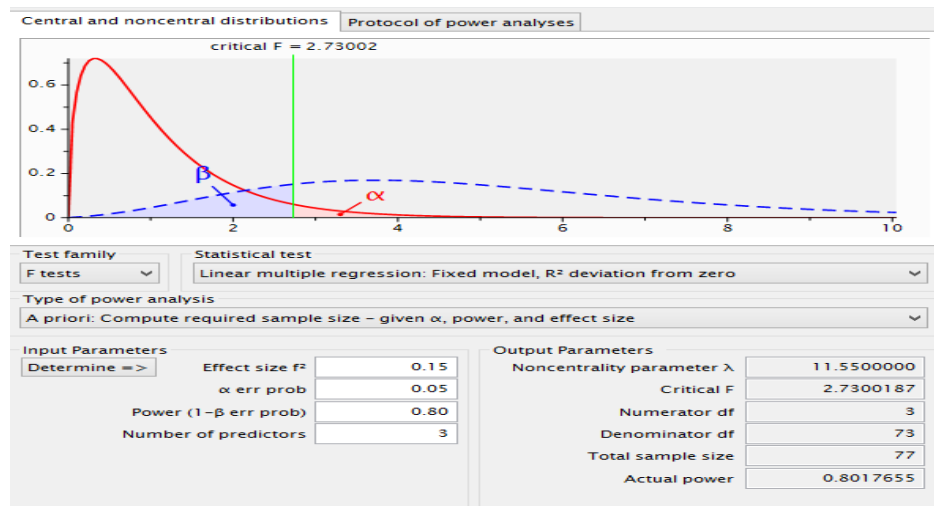 Central and noncentral distributions Protocol of power analyses
critical F = 2.73002
0.6
0.4
0.2
0
β
α
0 2 4 6 8 10
Test family Statistical test
F tests Linear multiple regression: Fixed model, R² deviation from zero
Type of power analysis
A priori: Compute required sample size – given α, power, and effect size
Input Parameters Output Parameters
Determine => Effect size f² 0.15 Noncentrality parameter λ 11.5500000
α err prob 0.05 Critical F 2.7300187
Power (1-β err prob) 0.80 Numerator df 3
Number of predictors 3 Denominator df 73
Total sample size 77
Actual power 0.8017655